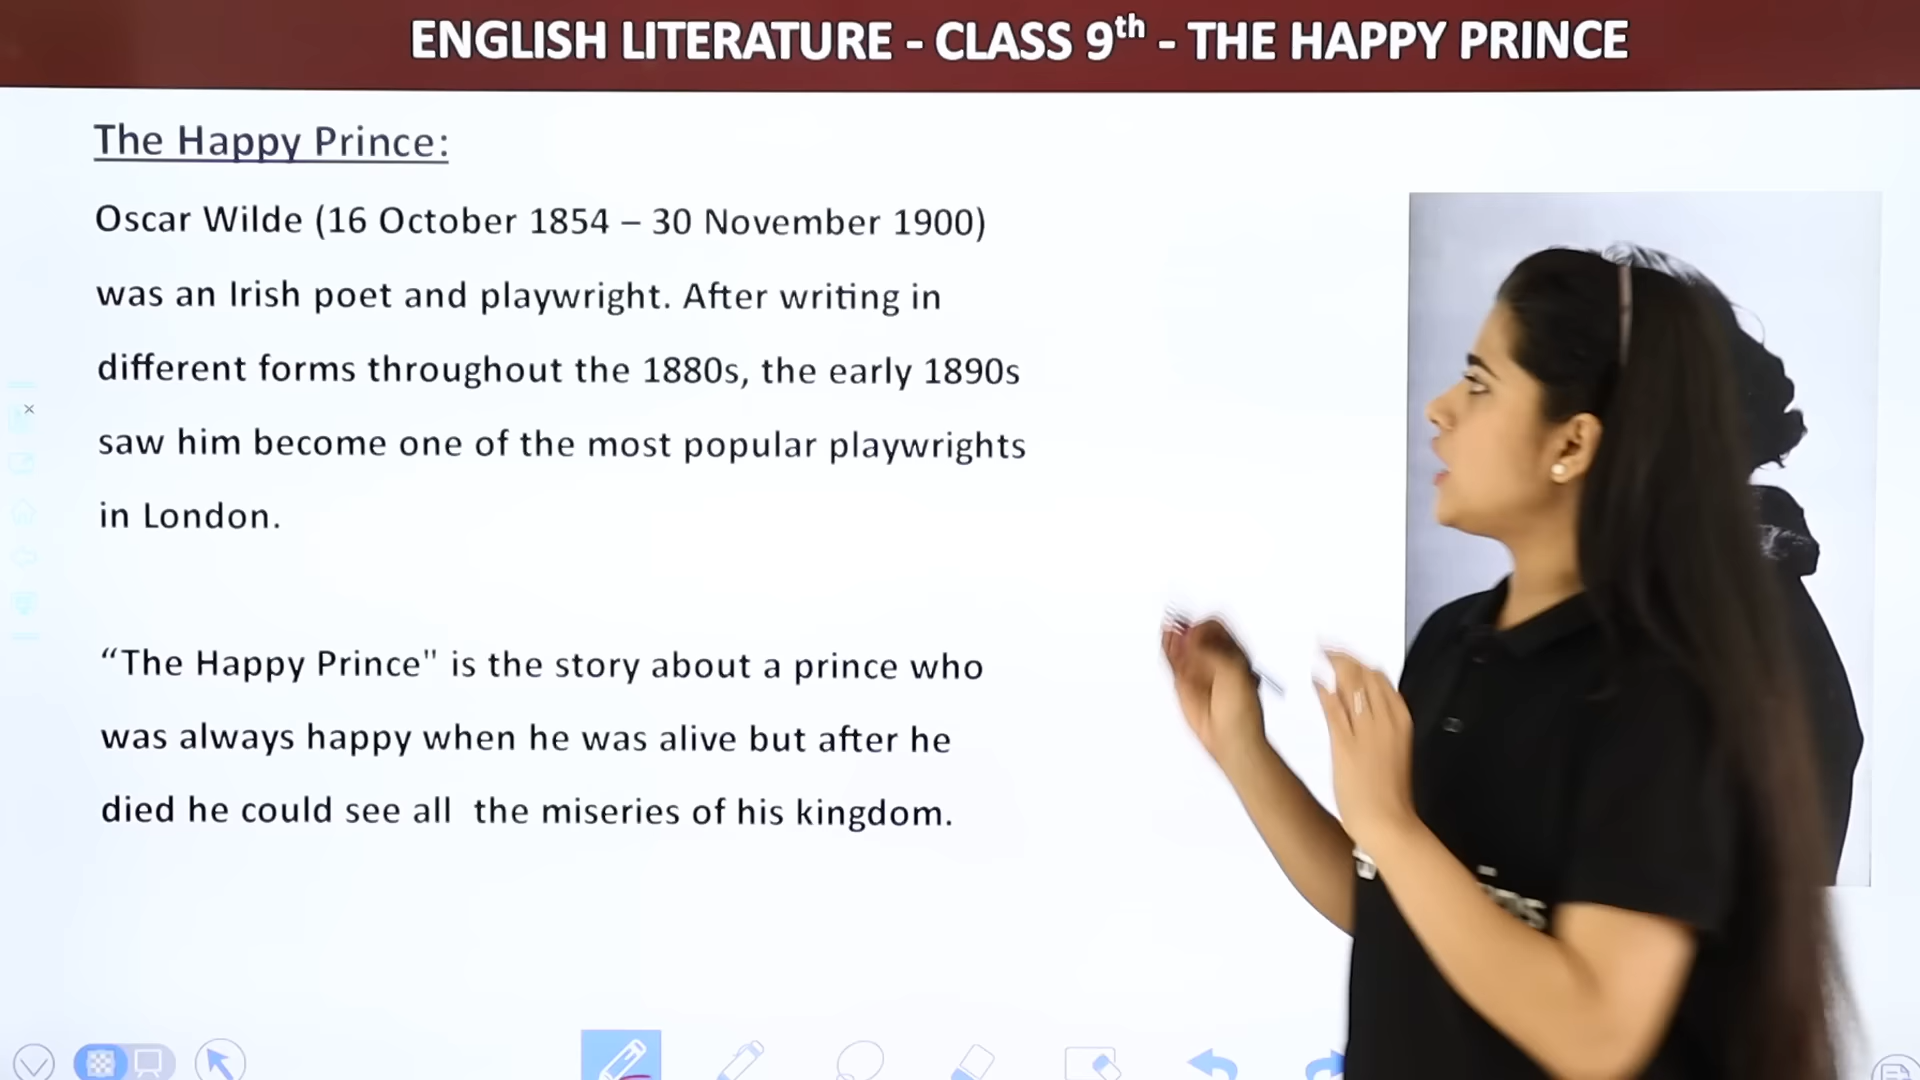 ENGLISH LITERATURE - CLASS 9th - THE HAPPY PRINCE
The Happy Prince:
Oscar Wilde (16 October 1854 – 30 November 1900)
was an Irish poet and playwright. After writing in
different forms throughout the 1880s, the early 1890s
saw him become one of the most popular playwrights
in London.
“The Happy Prince" is the story about a prince who
was always happy when he was alive but after he
died he could see all the miseries of his kingdom.